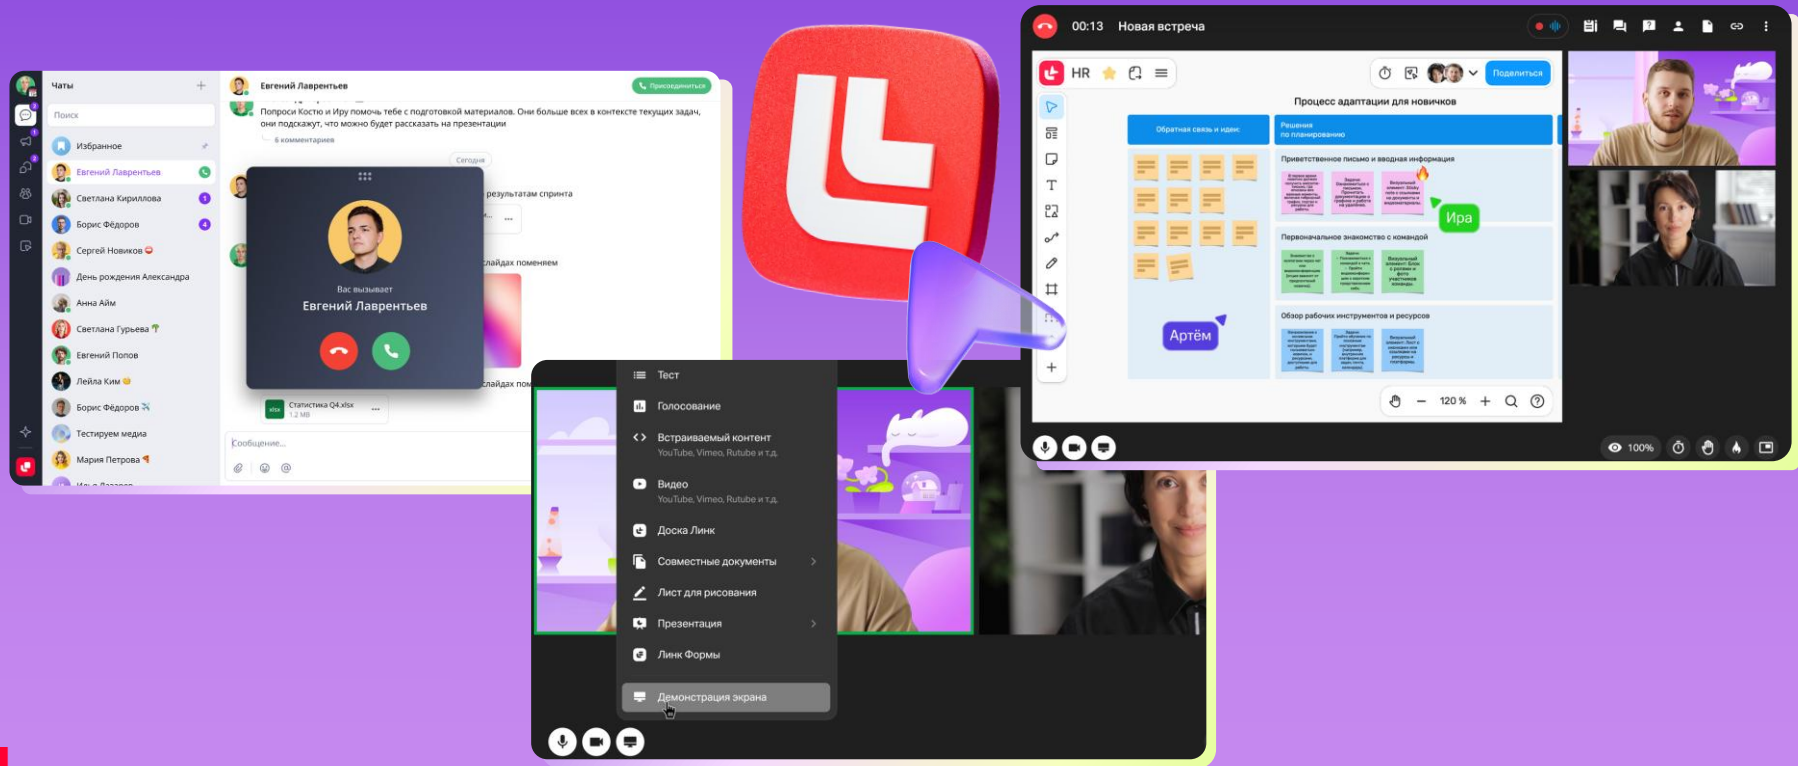 Чаты
Поиск
Избранное
Евгений Лаврентьев
Светлана Кириллова
1
Борис Фёдоров
4
Сергей Новиков
День рождения Александра
Анна Айм
Светлана Гурьева
Евгений Попов
Лейла Ким
Борис Фёдоров
Тестируем медиа
Мария Петрова
Евгений Лаврентьев
Присоединиться
Попроси Костю и Иру помочь тебе с подготовкой материалов. Они больше всех в контексте текущих задач,
они подскажут, что можно будет рассказать на презентации
6 комментариев
Сегодня
результатам спринта
слайдах поменяем
слайдах пом
Вас вызывает
Евгений Лаврентьев
xlsx
Статистика Q4.xlsx
1.2 MB
Сообщение...
Тест
Голосование
Встраиваемый контент
YouTube, Vimeo, Rutube и т.д.
Видео
YouTube, Vimeo, Rutube и т.д.
Доска Линк
Совместные документы
Лист для рисования
Презентация
Линк Формы
Демонстрация экрана
00:13 Новая встреча
HR
Поделиться
Процесс адаптации для новичков
Обратная связь и идеи:
Решения
по планированию
Приветственное письмо и вводная информация
Ира
Первоначальное знакомство с командой
Обзор рабочих инструментов и ресурсов
Артём
120 %
100%